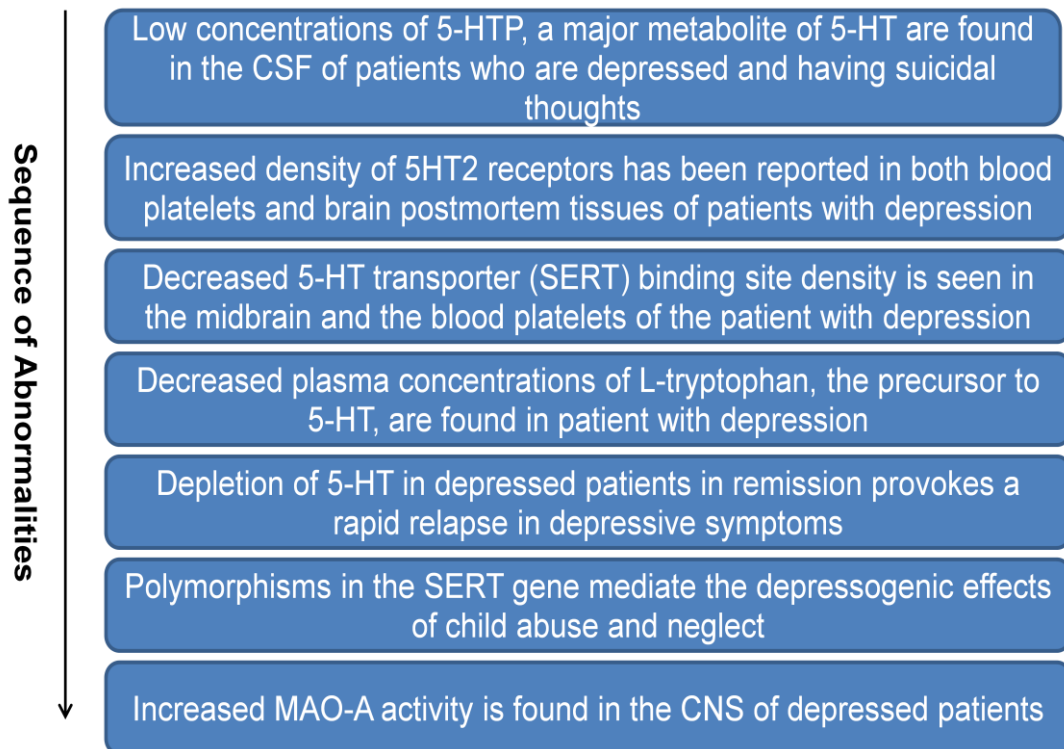 Sequence of Abnormalities
Low concentrations of 5-HTP, a major metabolite of 5-HT are found
in the CSF of patients who are depressed and having suicidal
thoughts
Increased density of 5HT2 receptors has been reported in both blood
platelets and brain postmortem tissues of patients with depression
Decreased 5-HT transporter (SERT) binding site density is seen in
the midbrain and the blood platelets of the patient with depression
Decreased plasma concentrations of L-tryptophan, the precursor to
5-HT, are found in patient with depression
Depletion of 5-HT in depressed patients in remission provokes a
rapid relapse in depressive symptoms
Polymorphisms in the SERT gene mediate the depressogenic effects
of child abuse and neglect
Increased MAO-A activity is found in the CNS of depressed patients